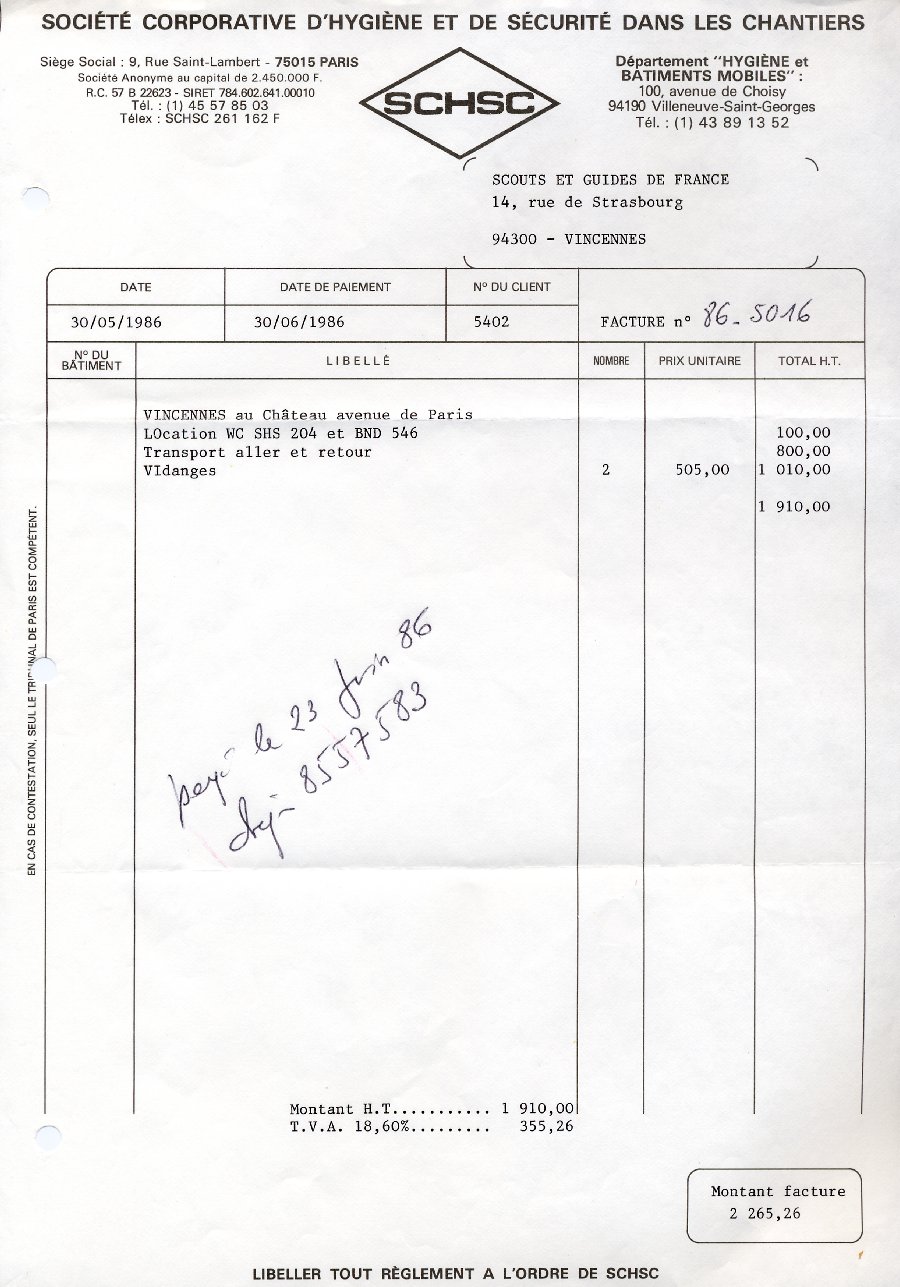 SOCIÉTÉ CORPORATIVE D'HYGIÈNE ET DE SÉCURITÉ DANS LES CHANTIERS
Siège Social : 9, Rue Saint-Lambert - 75015 PARIS
Société Anonyme au capital de 2.450.000 F.
R.C. 57 B 22623 - SIRET 784.602.641.00010
Tél. : (1) 45 57 85 03
Télex : SCHSC 261 162 F
SCHSC
Département "HYGIÈNE et
BATIMENTS MOBILES" :
100, avenue de Choisy
94190 Villeneuve-Saint-Georges
Tél. : (1) 43 89 13 52
SCOUTS ET GUIDES DE FRANCE
14, rue de Strasbourg
94300 - VINCENNES
DATE DATE DE PAIEMENT N° DU CLIENT
30/05/1986 30/06/1986 5402 FACTURE n° 86-5016
N° DU BÂTIMENT LIBELLÉ NOMBRE PRIX UNITAIRE TOTAL H.T.
VINCENNES au Château avenue de Paris
LOcation WC SHS 204 et BND 546 100,00
Transport aller et retour 800,00
VIdanges 2 505,00 1 010,00
1 910,00
payé le 23 Juin 86
8557583
EN CAS DE CONTESTATION, SEUL LE TRIBUNAL DE PARIS EST COMPÉTENT.
Montant H.T........... 1 910,00
T.V.A. 18,60%......... 355,26
Montant facture
2 265,26
LIBELLER TOUT RÈGLEMENT A L'ORDRE DE SCHSC